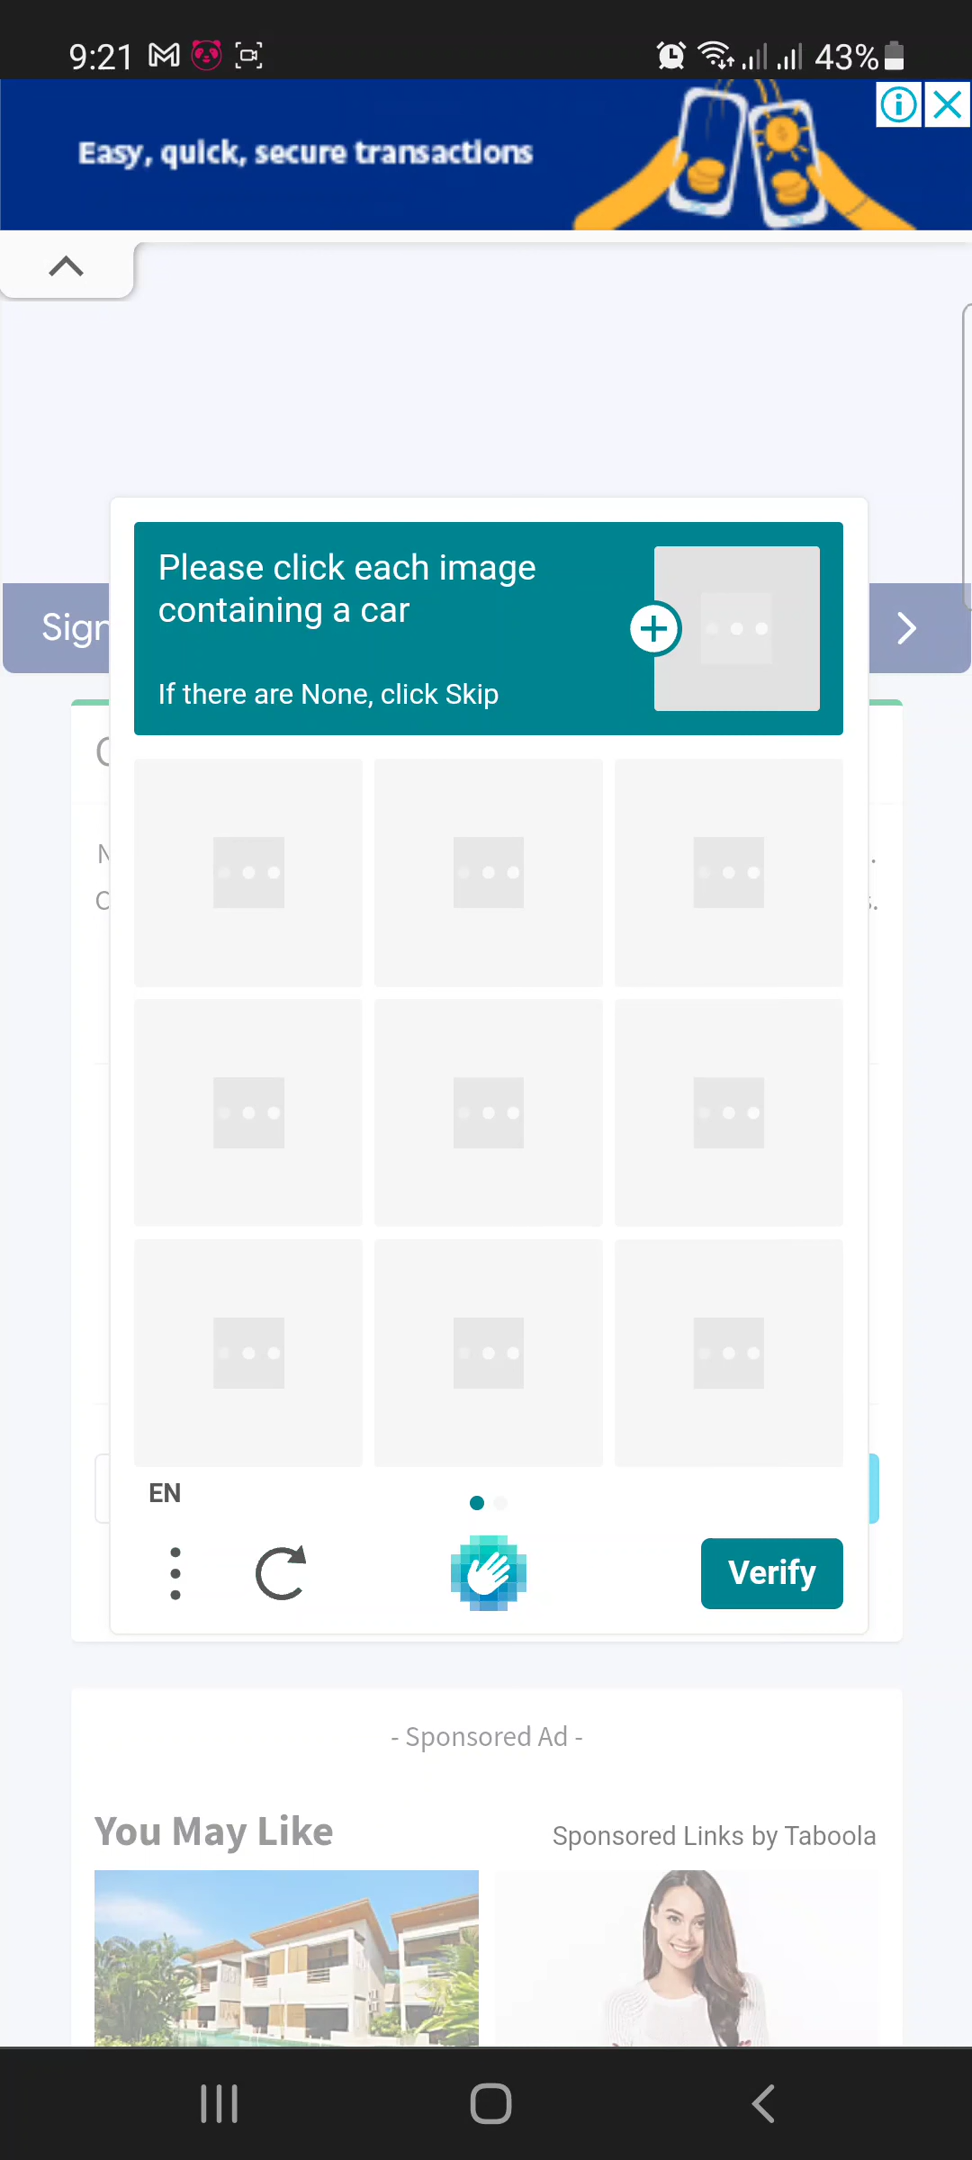 9:21
43%
Easy, quick, secure transactions
Sign
Please click each image
containing a car
If there are None, click Skip
EN
Verify
- Sponsored Ad -
You May Like
Sponsored Links by Taboola